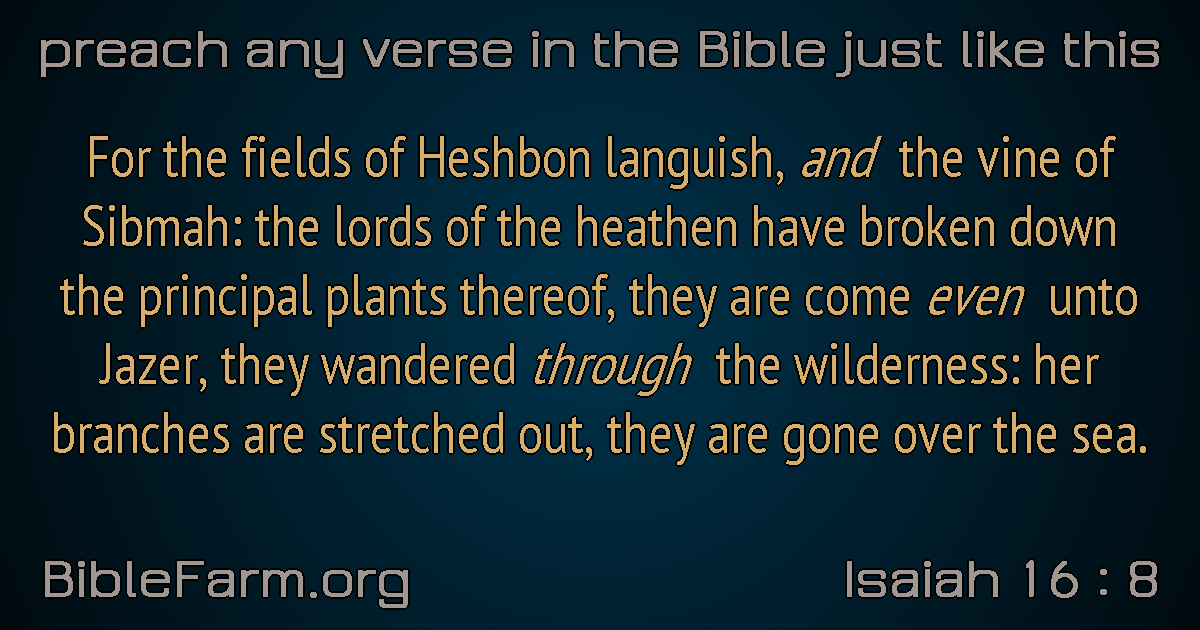 preach any verse in the Bible just like this
For the fields of Heshbon languish, and the vine of
Sibmah: the lords of the heathen have broken down
the principal plants thereof, they are come even unto
Jazer, they wandered through the wilderness: her
branches are stretched out, they are gone over the sea.
BibleFarm.org
Isaiah 16 : 8